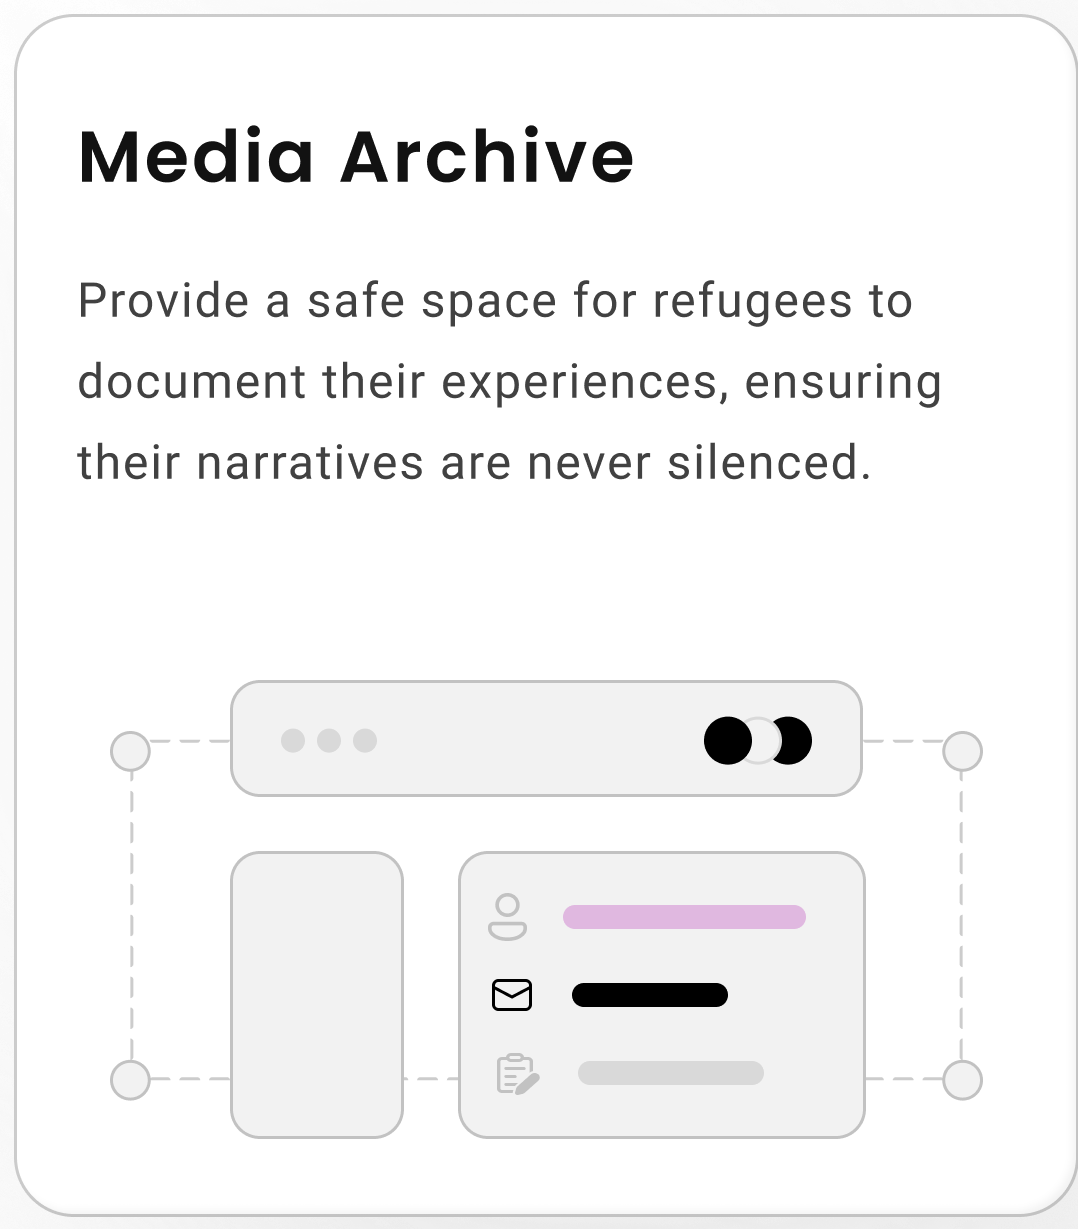 Media Archive
Provide a safe space for refugees to
document their experiences, ensuring
their narratives are never silenced.